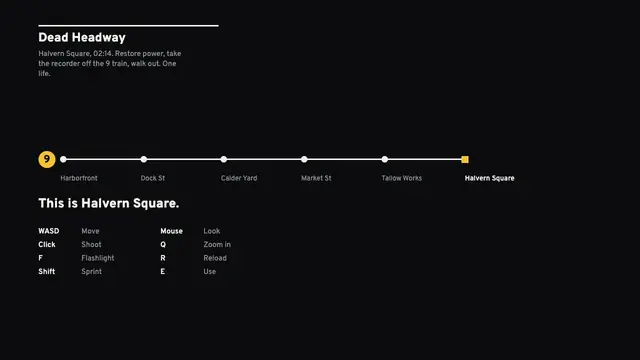 Dead Headway
Halvern Square, 02:14. Restore power, take
the recorder off the 9 train, walk out. One
life.
9
Harborfront Dock St Calder Yard Market St Tallow Works Halvern Square
This is Halvern Square.
WASD Move Mouse Look
Click Shoot Q Zoom in
F Flashlight R Reload
Shift Sprint E Use